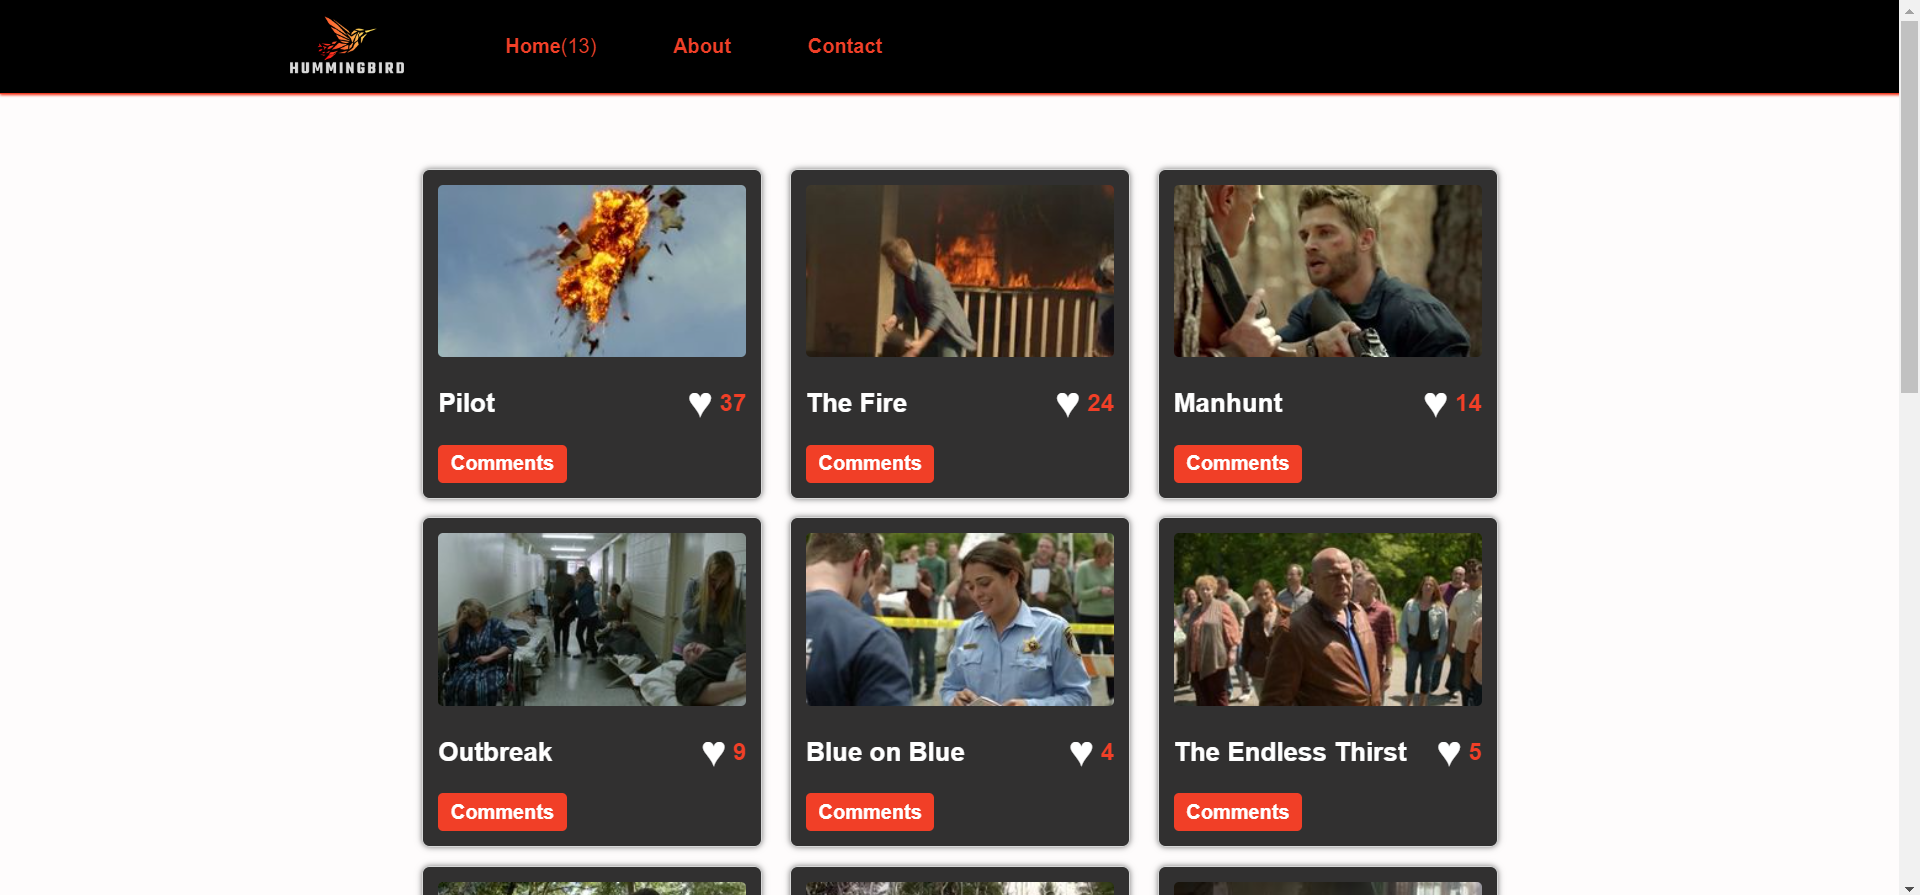 HUMMINGBIRD
Home(13) About Contact
Pilot ♥ 37
Comments
The Fire ♥ 24
Comments
Manhunt ♥ 14
Comments
Outbreak ♥ 9
Comments
Blue on Blue ♥ 4
Comments
The Endless Thirst ♥ 5
Comments